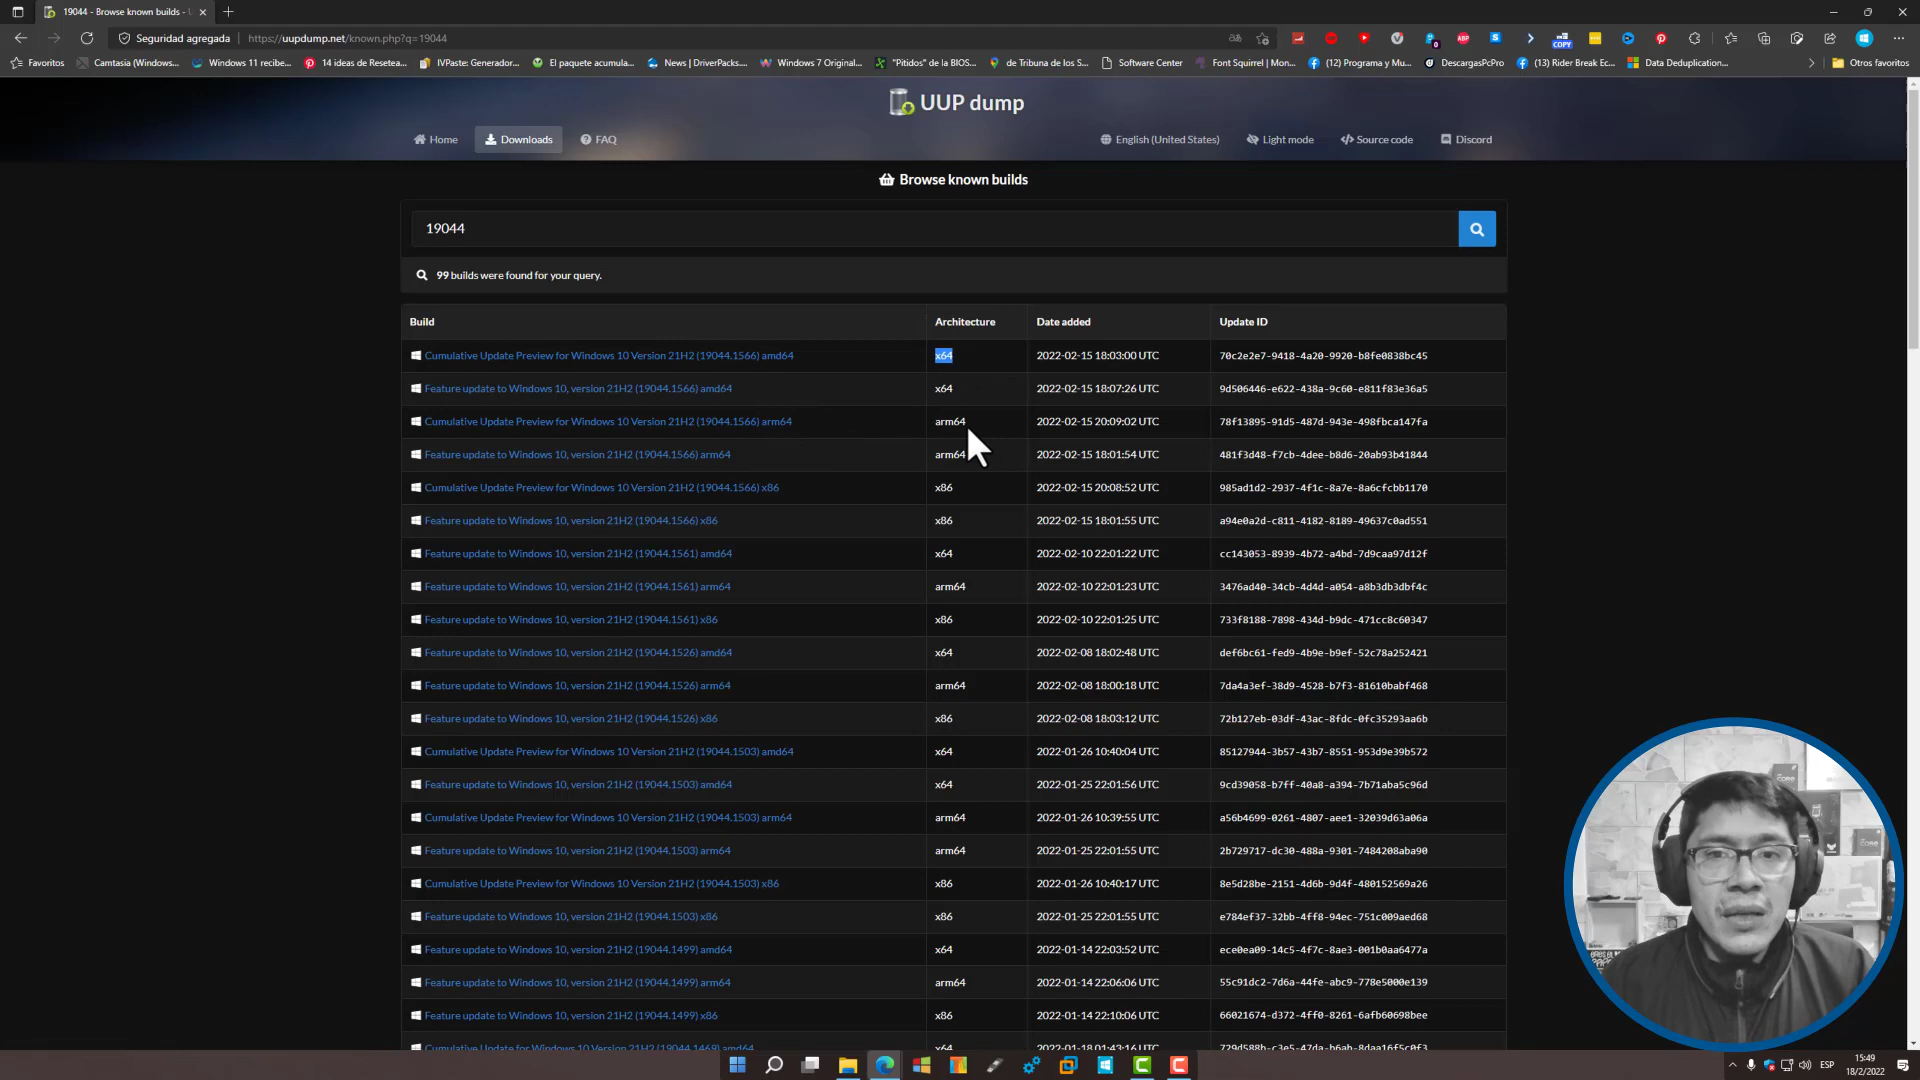 19044 - Browse known builds - U
Seguridad agregada
https://uupdump.net/known.php?q=19044
Favoritos
Camtasia (Windows...
Windows 11 recibe...
14 ideas de Resetea...
IVPaste: Generador...
El paquete acumula...
News | DriverPacks....
Windows 7 Original...
"Pitidos" de la BIOS...
de Tribuna de los S...
Software Center
Font Squirrel | Mon...
(12) Programa y Mu...
DescargasPcPro
(13) Rider Break Ec...
Data Deduplication...
Otros favoritos
UUP dump
Home
Downloads
FAQ
English (United States)
Light mode
Source code
Discord
Browse known builds
19044
99 builds were found for your query.
Build Architecture Date added Update ID
Cumulative Update Preview for Windows 10 Version 21H2 (19044.1566) amd64 x64 2022-02-15 18:03:00 UTC 70c2e2e7-9418-4a20-9920-b8fe0838bc45
Feature update to Windows 10, version 21H2 (19044.1566) amd64 x64 2022-02-15 18:07:26 UTC 9d506446-e622-438a-9c60-e811f83e36a5
Cumulative Update Preview for Windows 10 Version 21H2 (19044.1566) arm64 arm64 2022-02-15 20:09:02 UTC 78f13895-91d5-487d-943e-498fbca147fa
Feature update to Windows 10, version 21H2 (19044.1566) arm64 arm64 2022-02-15 18:01:54 UTC 481f3d48-f7cb-4dee-b8d6-20ab93b41844
Cumulative Update Preview for Windows 10 Version 21H2 (19044.1566) x86 x86 2022-02-15 20:08:52 UTC 985ad1d2-2937-4f1c-8a7e-8a6cfcbb1170
Feature update to Windows 10, version 21H2 (19044.1566) x86 x86 2022-02-15 18:01:55 UTC a94e0a2d-c811-4182-8189-49637c0ad551
Feature update to Windows 10, version 21H2 (19044.1561) amd64 x64 2022-02-10 22:01:22 UTC cc143053-8939-4b72-a4bd-7d9caa97d12f
Feature update to Windows 10, version 21H2 (19044.1561) arm64 arm64 2022-02-10 22:01:23 UTC 3476ad40-34cb-4d4d-a054-a8b3db3dbf4c
Feature update to Windows 10, version 21H2 (19044.1561) x86 x86 2022-02-10 22:01:25 UTC 733f8188-7898-434d-b9dc-471cc8c60347
Feature update to Windows 10, version 21H2 (19044.1526) amd64 x64 2022-02-08 18:02:48 UTC def6bc61-fed9-4b9e-b9ef-52c78a252421
Feature update to Windows 10, version 21H2 (19044.1526) arm64 arm64 2022-02-08 18:00:18 UTC 7da4a3ef-38d9-4528-b7f3-81610babf468
Feature update to Windows 10, version 21H2 (19044.1526) x86 x86 2022-02-08 18:03:12 UTC 72b127eb-03df-43ac-8fdc-0fc35293aa6b
Cumulative Update Preview for Windows 10 Version 21H2 (19044.1503) amd64 x64 2022-01-26 10:40:04 UTC 85127944-3b57-43b7-8551-953d9e39b572
Feature update to Windows 10, version 21H2 (19044.1503) amd64 x64 2022-01-25 22:01:56 UTC 9cd39058-b7ff-40a8-a394-7b71aba5c96d
Cumulative Update Preview for Windows 10 Version 21H2 (19044.1503) arm64 arm64 2022-01-26 10:39:55 UTC a56b4699-0261-4807-aee1-32039d63a06a
Feature update to Windows 10, version 21H2 (19044.1503) arm64 arm64 2022-01-25 22:01:55 UTC 2b729717-dc30-488a-9301-7484208aba90
Cumulative Update Preview for Windows 10 Version 21H2 (19044.1503) x86 x86 2022-01-26 10:40:17 UTC 8e5d28be-2151-4d6b-9d4f-480152569a26
Feature update to Windows 10, version 21H2 (19044.1503) x86 x86 2022-01-25 22:01:55 UTC e784ef37-32bb-4ff8-94ec-751c009aed68
Feature update to Windows 10, version 21H2 (19044.1499) amd64 x64 2022-01-14 22:03:52 UTC ece0ea09-14c5-4f7c-8ae3-001b0aa6477a
Feature update to Windows 10, version 21H2 (19044.1499) arm64 arm64 2022-01-14 22:06:06 UTC 55c91dc2-7d6a-44fe-abc9-778e5000e139
Feature update to Windows 10, version 21H2 (19044.1499) x86 x86 2022-01-14 22:10:06 UTC 66021674-d372-4ff0-8261-6afb60698bee
Cumulative Update for Windows 10 Version 21H2 (19044.1469) amd64 x64 2022-01-18 01:43:16 UTC 729d588b-c3e5-47da-b6ab-8daa16f5c0f3
ESP
15:49
18/2/2022